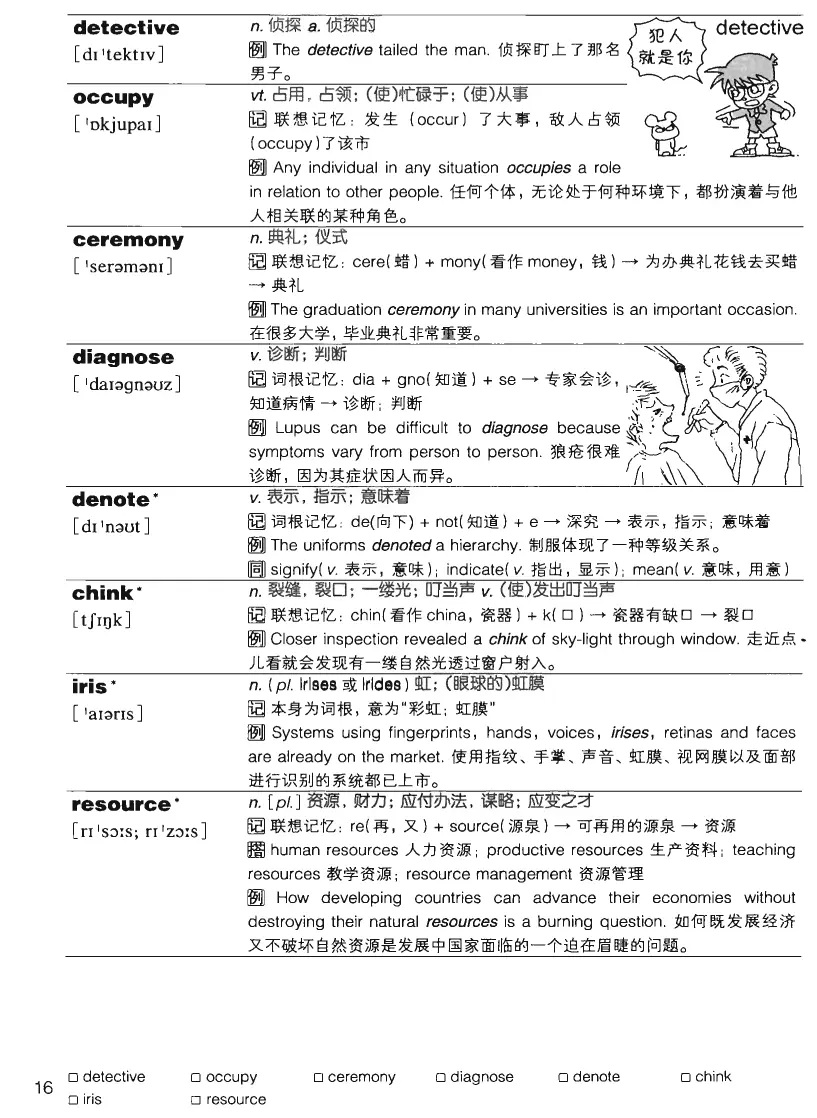 detective
[dɪˈtektɪv]
n. 侦探 a. 侦探的
例 The detective tailed the man. 侦探盯上了那名
男子。
犯人
就是你
detective
occupy
[ˈɒkjupaɪ]
vt. 占用, 占领; (使)忙碌于; (使)从事
记 联想记忆: 发生 (occur) 了大事, 敌人占领
(occupy)了该市
例 Any individual in any situation occupies a role
in relation to other people. 任何个体, 无论处于何种环境下, 都扮演着与他
人相关联的某种角色。
ceremony
[ˈserəmənɪ]
n. 典礼; 仪式
记 联想记忆: cere(蜡) + mony(看作money, 钱) → 为办典礼花钱去买蜡
→ 典礼
例 The graduation ceremony in many universities is an important occasion.
在很多大学, 毕业典礼非常重要。
diagnose
[ˈdaɪəgnəʊz]
v. 诊断; 判断
记 词根记忆: dia + gno(知道) + se → 专家会诊,
知道病情 → 诊断; 判断
例 Lupus can be difficult to diagnose because
symptoms vary from person to person. 狼疮很难
诊断, 因为其症状因人而异。
denote*
[dɪˈnəʊt]
v. 表示, 指示; 意味着
记 词根记忆: de(向下) + not(知道) + e → 深究 → 表示, 指示; 意味着
例 The uniforms denoted a hierarchy. 制服体现了一种等级关系。
同 signify(v. 表示, 意味); indicate(v. 指出, 显示); mean(v. 意味, 用意)
chink*
[tʃɪŋk]
n. 裂缝, 裂口; 一缕光; 叮当声 v. (使)发出叮当声
记 联想记忆: chin(看作china, 瓷器) + k(口) → 瓷器有缺口 → 裂口
例 Closer inspection revealed a chink of sky-light through window. 走近点
儿看就会发现有一缕自然光透过窗户射入。
iris*
[ˈaɪərɪs]
n. (pl. irises 或 irides) 虹; (眼球的)虹膜
记 本身为词根, 意为“彩虹; 虹膜”
例 Systems using fingerprints, hands, voices, irises, retinas and faces
are already on the market. 使用指纹、手掌、声音、虹膜、视网膜以及面部
进行识别的系统都已上市。
resource*
[rɪˈsɔːs; rɪˈzɔːs]
n. [pl.] 资源, 财力; 应付办法, 谋略; 应变之才
记 联想记忆: re(再, 又) + source(源泉) → 可再用的源泉 → 资源
搭 human resources 人力资源; productive resources 生产资料; teaching
resources 教学资源; resource management 资源管理
例 How developing countries can advance their economies without
destroying their natural resources is a burning question. 如何既发展经济
又不破坏自然资源是发展中国家面临的一个迫在眉睫的问题。
16
□ detective □ occupy □ ceremony □ diagnose □ denote □ chink
□ iris □ resource